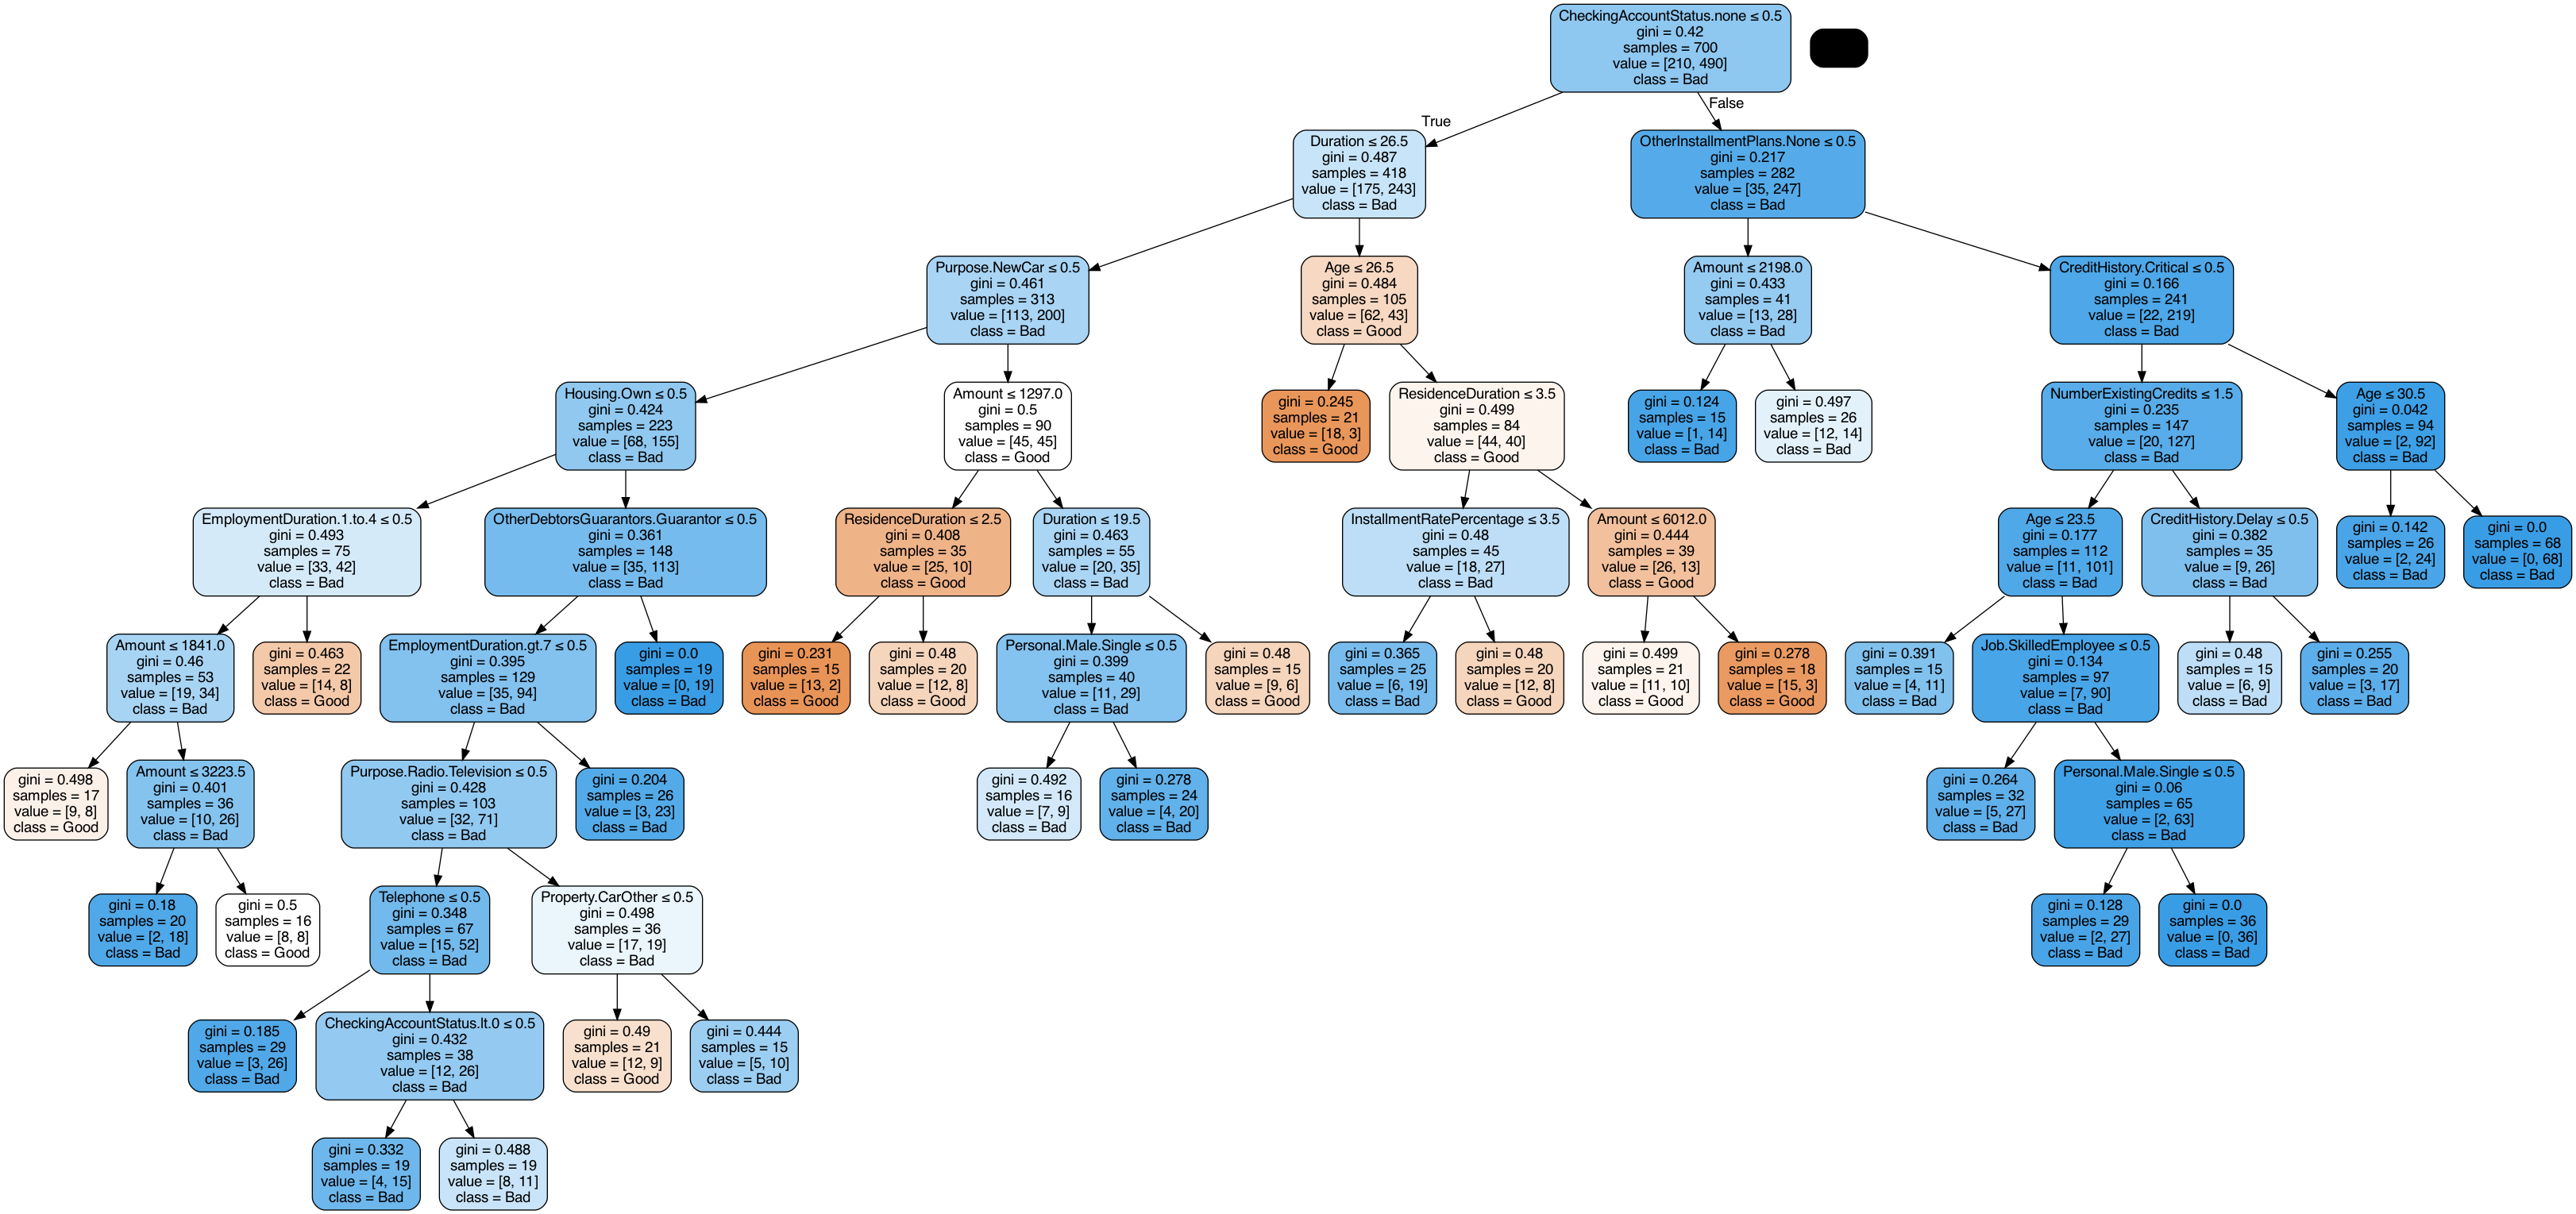 CheckingAccountStatus.none ≤ 0.5
gini = 0.42
samples = 700
value = [210, 490]
class = Bad
True
False
Duration ≤ 26.5
gini = 0.487
samples = 418
value = [175, 243]
class = Bad
OtherInstallmentPlans.None ≤ 0.5
gini = 0.217
samples = 282
value = [35, 247]
class = Bad
Purpose.NewCar ≤ 0.5
gini = 0.461
samples = 313
value = [113, 200]
class = Bad
Age ≤ 26.5
gini = 0.484
samples = 105
value = [62, 43]
class = Good
Amount ≤ 2198.0
gini = 0.433
samples = 41
value = [13, 28]
class = Bad
CreditHistory.Critical ≤ 0.5
gini = 0.166
samples = 241
value = [22, 219]
class = Bad
Housing.Own ≤ 0.5
gini = 0.424
samples = 223
value = [68, 155]
class = Bad
Amount ≤ 1297.0
gini = 0.5
samples = 90
value = [45, 45]
class = Good
gini = 0.245
samples = 21
value = [18, 3]
class = Good
ResidenceDuration ≤ 3.5
gini = 0.499
samples = 84
value = [44, 40]
class = Good
gini = 0.124
samples = 15
value = [1, 14]
class = Bad
gini = 0.497
samples = 26
value = [12, 14]
class = Bad
NumberExistingCredits ≤ 1.5
gini = 0.235
samples = 147
value = [20, 127]
class = Bad
Age ≤ 30.5
gini = 0.042
samples = 94
value = [2, 92]
class = Bad
EmploymentDuration.1.to.4 ≤ 0.5
gini = 0.493
samples = 75
value = [33, 42]
class = Bad
OtherDebtorsGuarantors.Guarantor ≤ 0.5
gini = 0.361
samples = 148
value = [35, 113]
class = Bad
ResidenceDuration ≤ 2.5
gini = 0.408
samples = 35
value = [25, 10]
class = Good
Duration ≤ 19.5
gini = 0.463
samples = 55
value = [20, 35]
class = Bad
InstallmentRatePercentage ≤ 3.5
gini = 0.48
samples = 45
value = [18, 27]
class = Bad
Amount ≤ 6012.0
gini = 0.444
samples = 39
value = [26, 13]
class = Good
Age ≤ 23.5
gini = 0.177
samples = 112
value = [11, 101]
class = Bad
CreditHistory.Delay ≤ 0.5
gini = 0.382
samples = 35
value = [9, 26]
class = Bad
gini = 0.142
samples = 26
value = [2, 24]
class = Bad
gini = 0.0
samples = 68
value = [0, 68]
class = Bad
Amount ≤ 1841.0
gini = 0.46
samples = 53
value = [19, 34]
class = Bad
gini = 0.463
samples = 22
value = [14, 8]
class = Good
EmploymentDuration.gt.7 ≤ 0.5
gini = 0.395
samples = 129
value = [35, 94]
class = Bad
gini = 0.0
samples = 19
value = [0, 19]
class = Bad
gini = 0.231
samples = 15
value = [13, 2]
class = Good
gini = 0.48
samples = 20
value = [12, 8]
class = Good
Personal.Male.Single ≤ 0.5
gini = 0.399
samples = 40
value = [11, 29]
class = Bad
gini = 0.48
samples = 15
value = [9, 6]
class = Good
gini = 0.365
samples = 25
value = [6, 19]
class = Bad
gini = 0.48
samples = 20
value = [12, 8]
class = Good
gini = 0.499
samples = 21
value = [11, 10]
class = Good
gini = 0.278
samples = 18
value = [15, 3]
class = Good
gini = 0.391
samples = 15
value = [4, 11]
class = Bad
Job.SkilledEmployee ≤ 0.5
gini = 0.134
samples = 97
value = [7, 90]
class = Bad
gini = 0.48
samples = 15
value = [6, 9]
class = Bad
gini = 0.255
samples = 20
value = [3, 17]
class = Bad
gini = 0.498
samples = 17
value = [9, 8]
class = Good
Amount ≤ 3223.5
gini = 0.401
samples = 36
value = [10, 26]
class = Bad
Purpose.Radio.Television ≤ 0.5
gini = 0.428
samples = 103
value = [32, 71]
class = Bad
gini = 0.204
samples = 26
value = [3, 23]
class = Bad
gini = 0.492
samples = 16
value = [7, 9]
class = Bad
gini = 0.278
samples = 24
value = [4, 20]
class = Bad
gini = 0.264
samples = 32
value = [5, 27]
class = Bad
Personal.Male.Single ≤ 0.5
gini = 0.06
samples = 65
value = [2, 63]
class = Bad
gini = 0.18
samples = 20
value = [2, 18]
class = Bad
gini = 0.5
samples = 16
value = [8, 8]
class = Good
Telephone ≤ 0.5
gini = 0.348
samples = 67
value = [15, 52]
class = Bad
Property.CarOther ≤ 0.5
gini = 0.498
samples = 36
value = [17, 19]
class = Bad
gini = 0.128
samples = 29
value = [2, 27]
class = Bad
gini = 0.0
samples = 36
value = [0, 36]
class = Bad
gini = 0.185
samples = 29
value = [3, 26]
class = Bad
CheckingAccountStatus.lt.0 ≤ 0.5
gini = 0.432
samples = 38
value = [12, 26]
class = Bad
gini = 0.49
samples = 21
value = [12, 9]
class = Good
gini = 0.444
samples = 15
value = [5, 10]
class = Bad
gini = 0.332
samples = 19
value = [4, 15]
class = Bad
gini = 0.488
samples = 19
value = [8, 11]
class = Bad